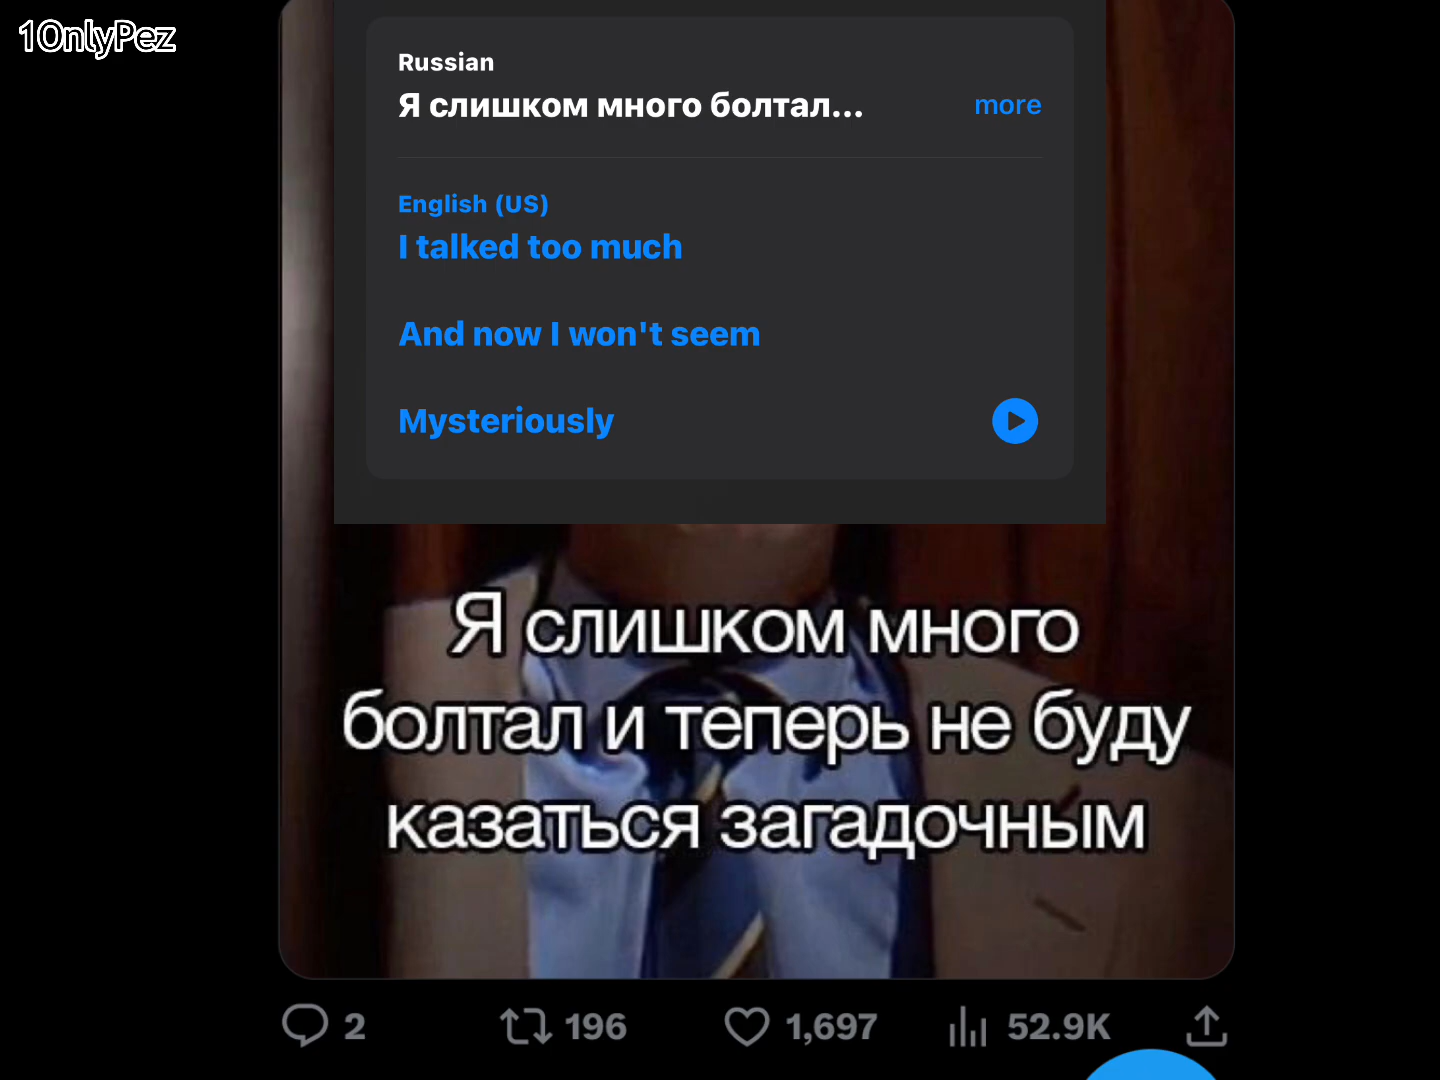 1OnlyPez
Russian
Я слишком много болтал...
more
English (US)
I talked too much
And now I won't seem
Mysteriously
Я слишком много
болтал и теперь не буду
казаться загадочным
2
196
1,697
52.9K